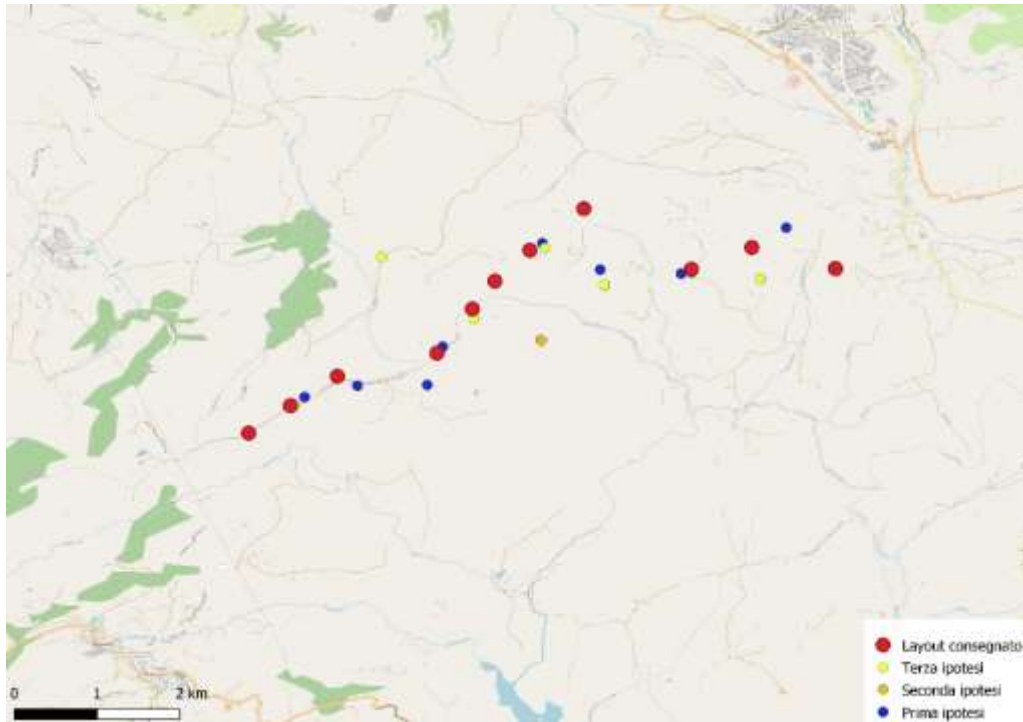 Layout consegnato
Terza ipotesi
Seconda ipotesi
Prima ipotesi
0 1 2 km